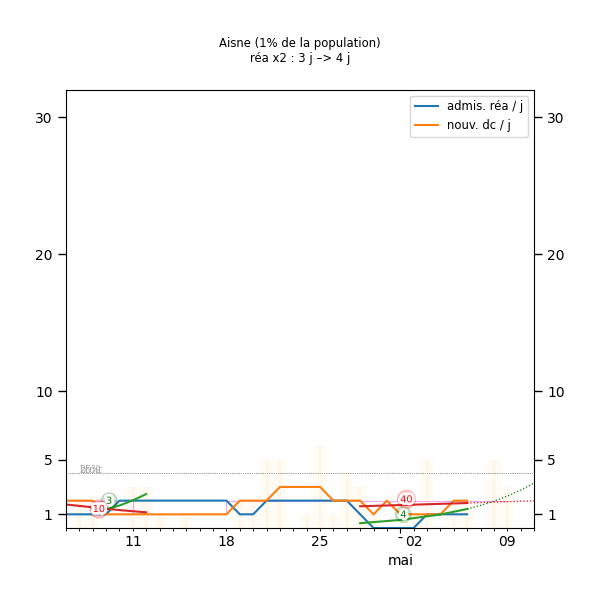 Aisne (1% de la population)
réa x2 : 3 j –> 4 j
admis. réa / j
nouv. dc / j
30 30
20 20
10 10
5 5
1 1
3
10
40
4
11 18 25 02 09
mai